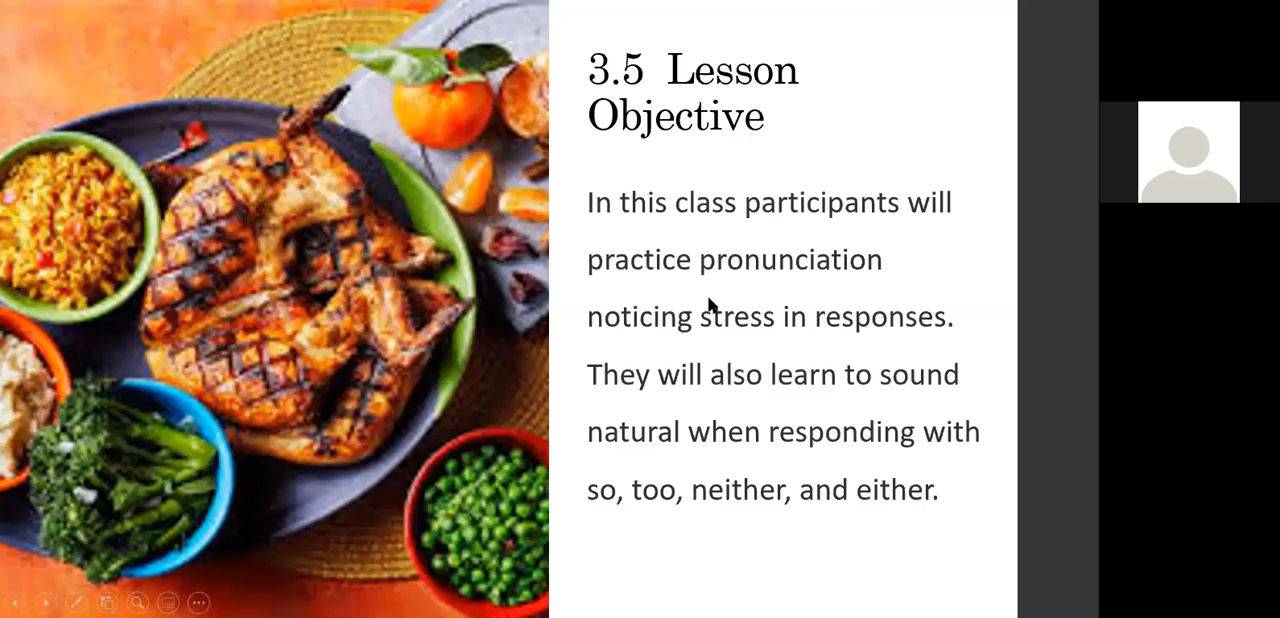 3.5 Lesson
Objective
In this class participants will
practice pronunciation
noticing stress in responses.
They will also learn to sound
natural when responding with
so, too, neither, and either.